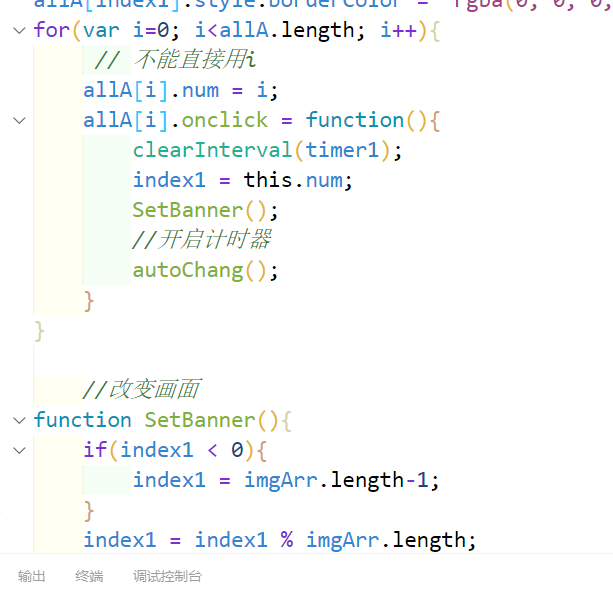 allA[index1].style.borderColor = "rgba(0, 0, 0,
for(var i=0; i<allA.length; i++){
// 不能直接用i
allA[i].num = i;
allA[i].onclick = function(){
clearInterval(timer1);
index1 = this.num;
SetBanner();
//开启计时器
autoChang();
}
}
//改变画面
function SetBanner(){
if(index1 < 0){
index1 = imgArr.length-1;
}
index1 = index1 % imgArr.length;
输出 终端 调试控制台